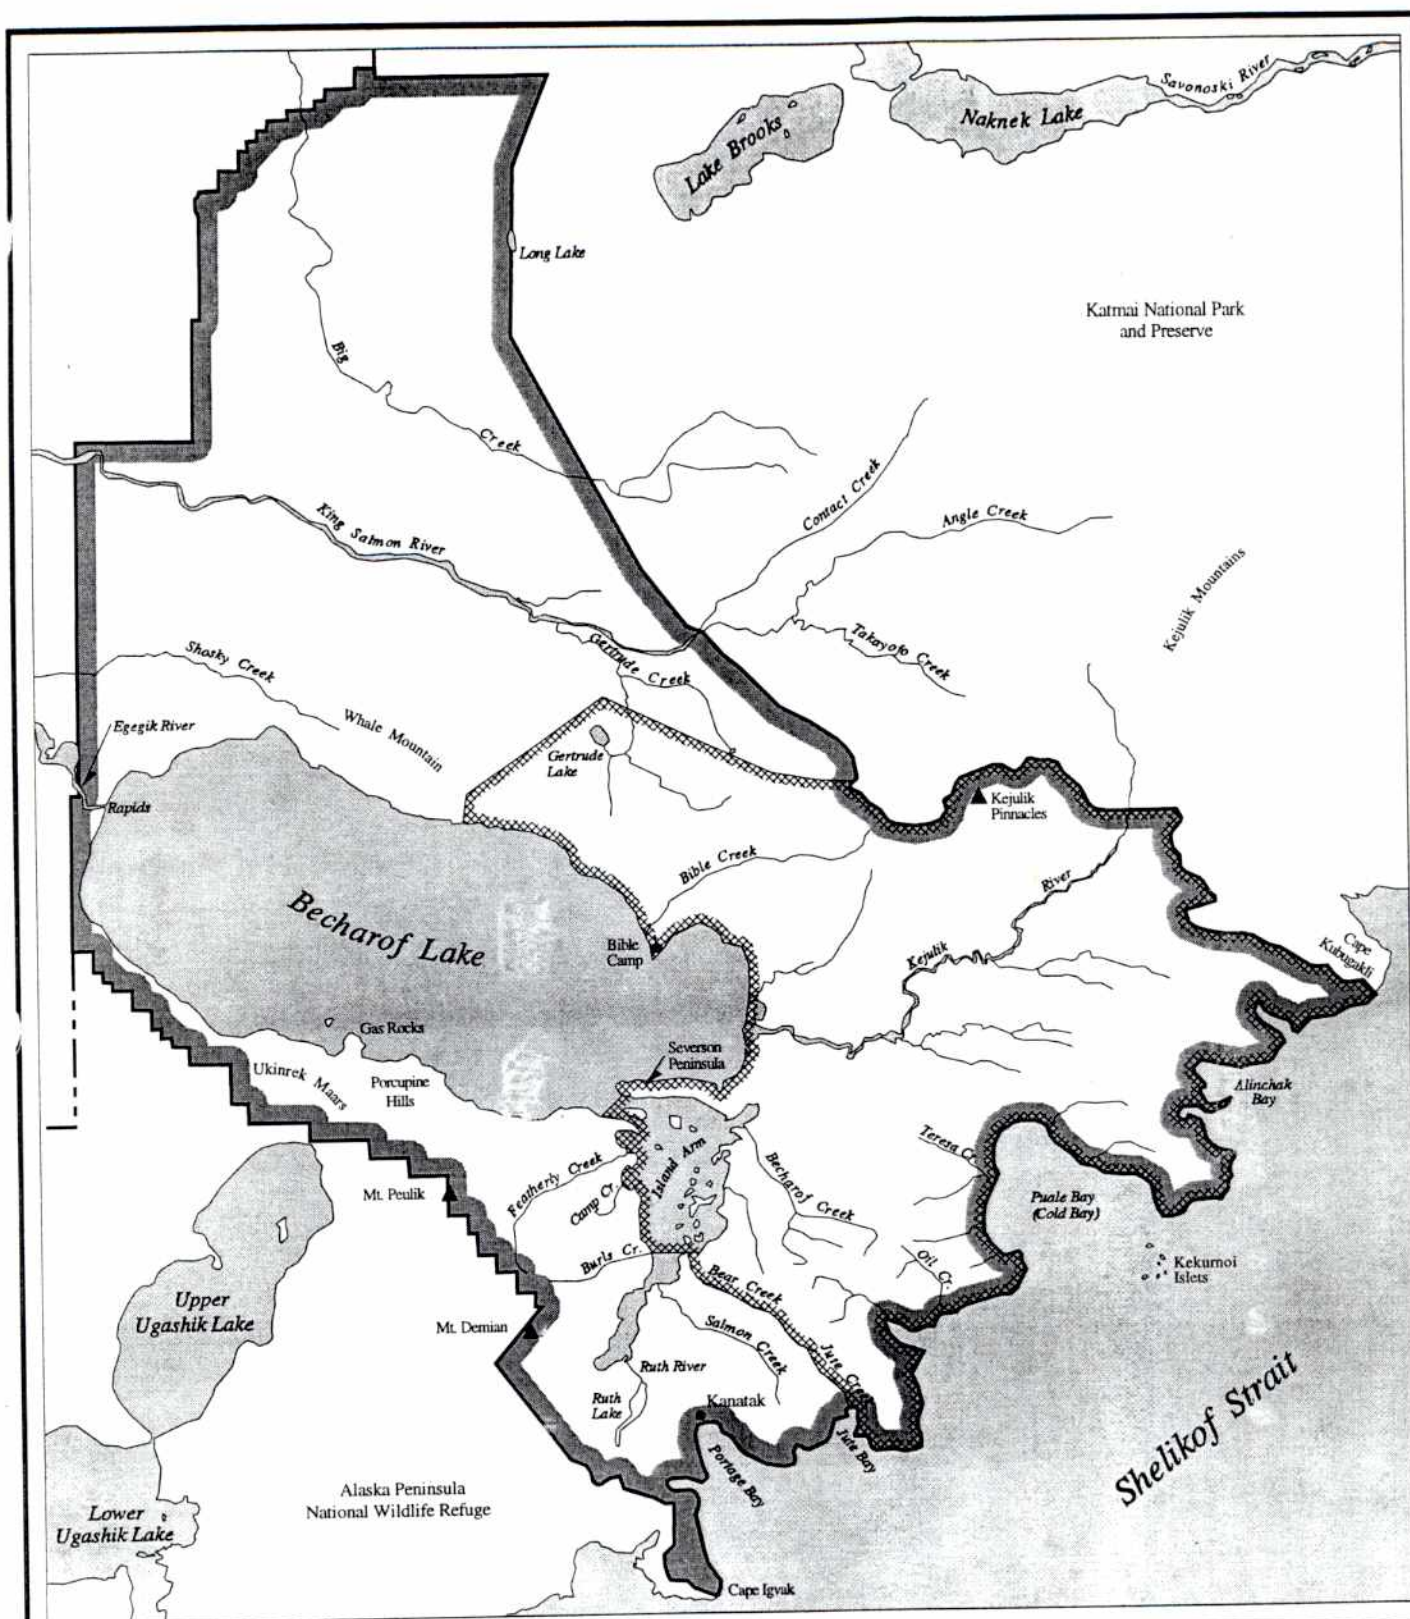 Savonoski River
Naknek Lake
Lake Brooks
Long Lake
Katmai National Park
and Preserve
Big
Creek
Contact Creek
Angle Creek
King Salmon River
Kejulik Mountains
Takayofo Creek
Gertrude Creek
Shosky Creek
Whale Mountain
Egegik River
Gertrude
Lake
Rapids
Kejulik
Pinnacles
Bible Creek
River
Becharof Lake
Bible
Camp
Kejulik
Cape
Kubugakli
Gas Rocks
Severson
Peninsula
Ukinrek Maars
Porcupine
Hills
Alinchak
Bay
Teresa Cr.
Island Arm
Featherly Creek
Becharof Creek
Mt. Peulik
Camp Cr.
Puale Bay
(Cold Bay)
Burls Cr.
Oil Cr.
Kekurnoi
Islets
Bear Creek
Upper
Ugashik Lake
Mt. Demian
Salmon Creek
Jute Creek
Ruth River
Ruth
Lake
Kanatak
Shelikof Strait
Jute Bay
Portage Bay
Alaska Peninsula
National Wildlife Refuge
Lower
Ugashik Lake
Cape Igvak